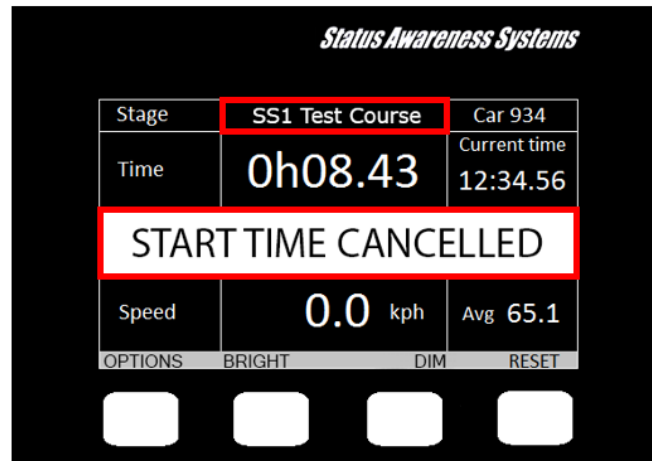 Status Awareness Systems
Stage SS1 Test Course Car 934
Time 0h08.43 Current time
12:34.56
START TIME CANCELLED
Speed 0.0 kph Avg 65.1
OPTIONS BRIGHT DIM RESET